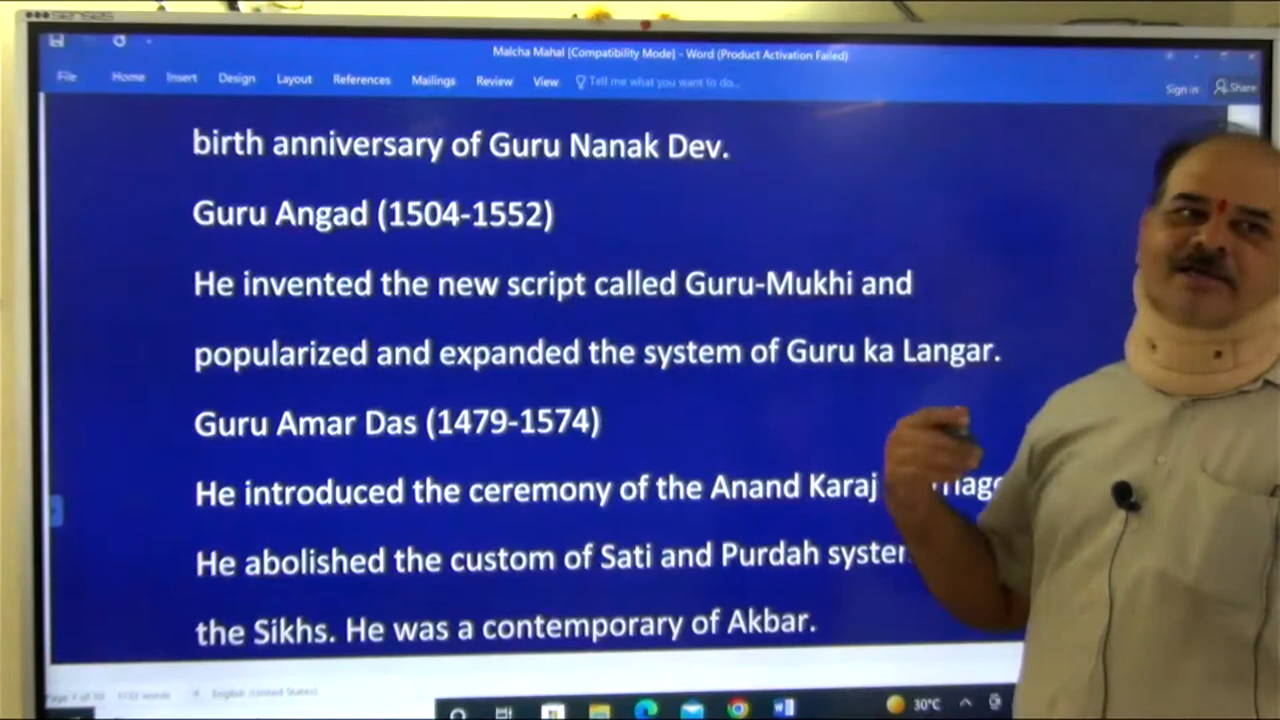 senses
Malcha Mahal [Compatibility Mode] - Word (Product Activation Failed)
File Home Insert Design Layout References Mailings Review View Tell me what you want to do... Sign in Share
birth anniversary of Guru Nanak Dev.
Guru Angad (1504-1552)
He invented the new script called Guru-Mukhi and
popularized and expanded the system of Guru ka Langar.
Guru Amar Das (1479-1574)
He introduced the ceremony of the Anand Karaj
He abolished the custom of Sati and Purdah
the Sikhs. He was a contemporary of Akbar.
English (United States)
30°C